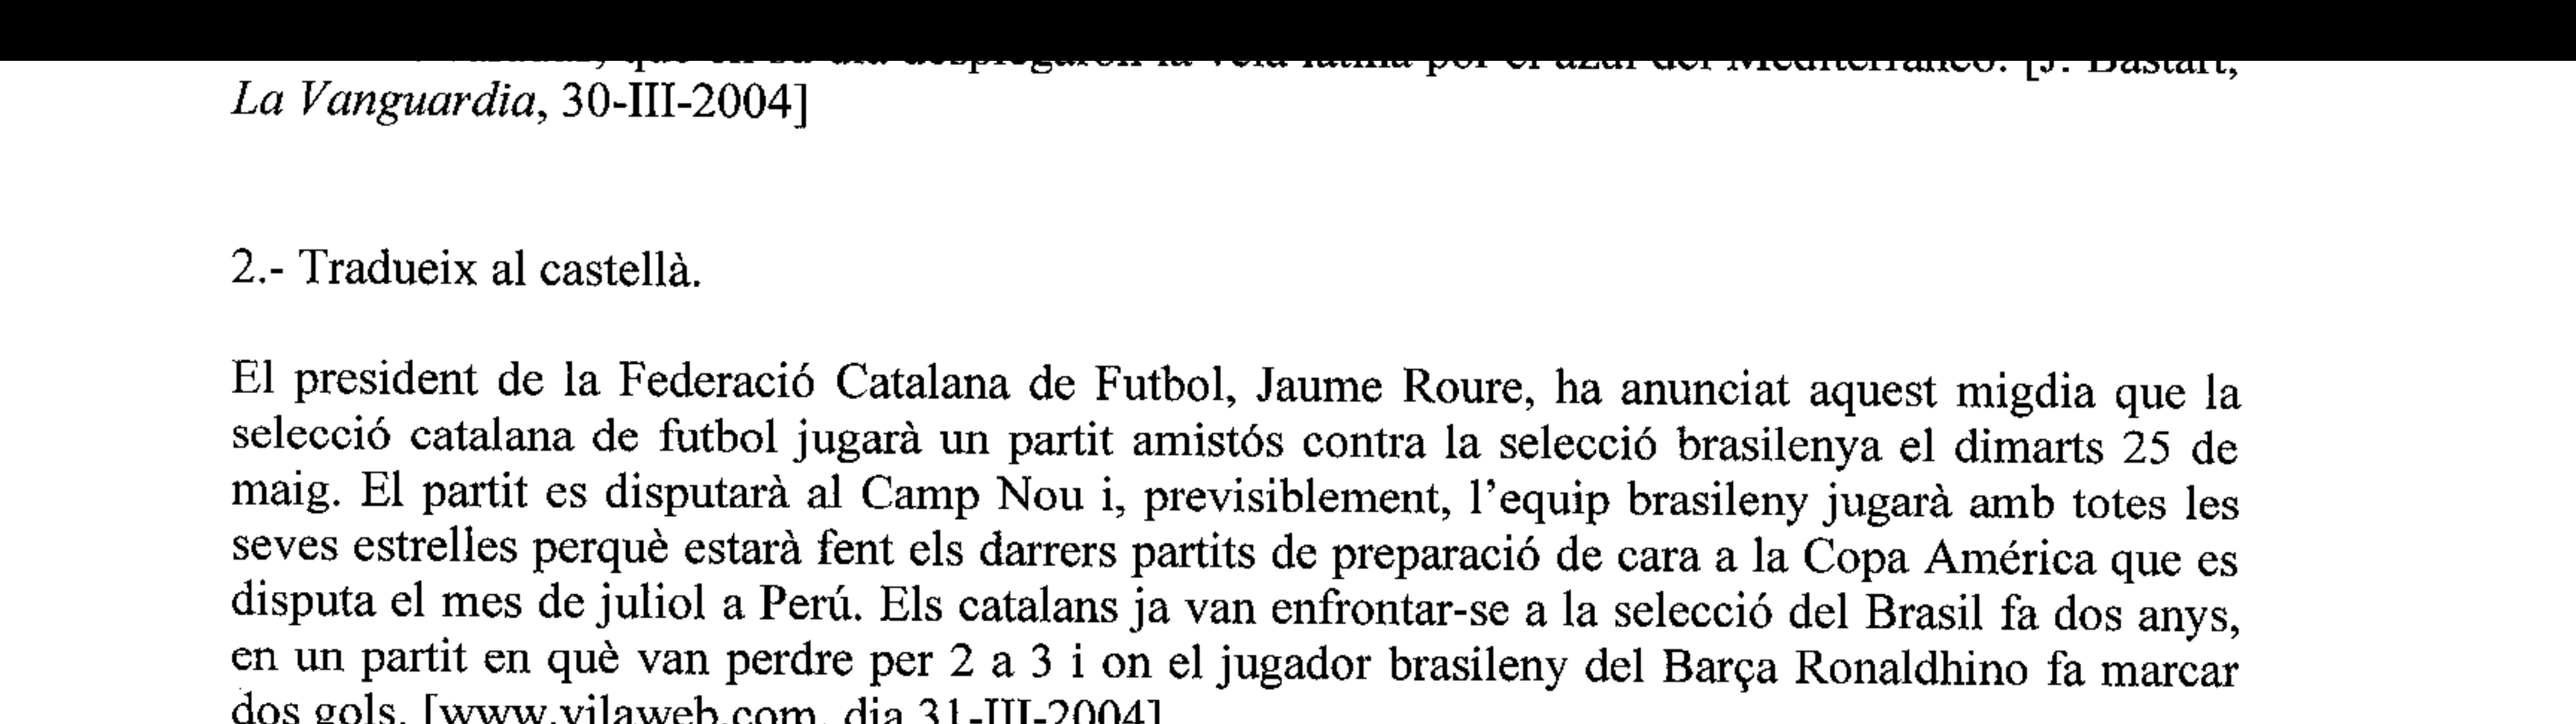 que en su día desplegaron la vela latina por el azul del Mediterráneo. [J. Bastart,
La Vanguardia, 30-III-2004]
2.- Tradueix al castellà.
El president de la Federació Catalana de Futbol, Jaume Roure, ha anunciat aquest migdia que la
selecció catalana de futbol jugarà un partit amistós contra la selecció brasilenya el dimarts 25 de
maig. El partit es disputarà al Camp Nou i, previsiblement, l'equip brasileny jugarà amb totes les
seves estrelles perquè estarà fent els darrers partits de preparació de cara a la Copa América que es
disputa el mes de juliol a Perú. Els catalans ja van enfrontar-se a la selecció del Brasil fa dos anys,
en un partit en què van perdre per 2 a 3 i on el jugador brasileny del Barça Ronaldhino fa marcar
dos gols. [www.vilaweb.com, dia 31-III-2004]